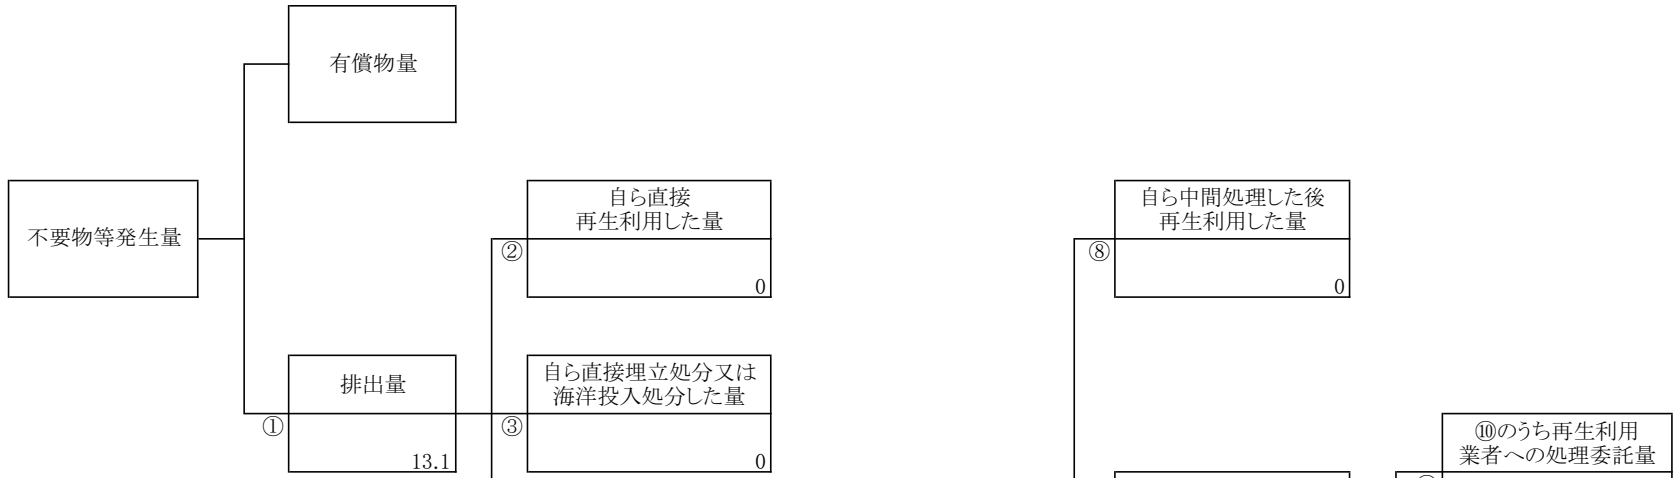 有償物量
不要物等発生量
自ら直接
再生利用した量
②
0
自ら中間処理した後
再生利用した量
⑧
0
排出量
①
13.1
自ら直接埋立処分又は
海洋投入処分した量
③
0
⑩のうち再生利用
業者への処理委託量